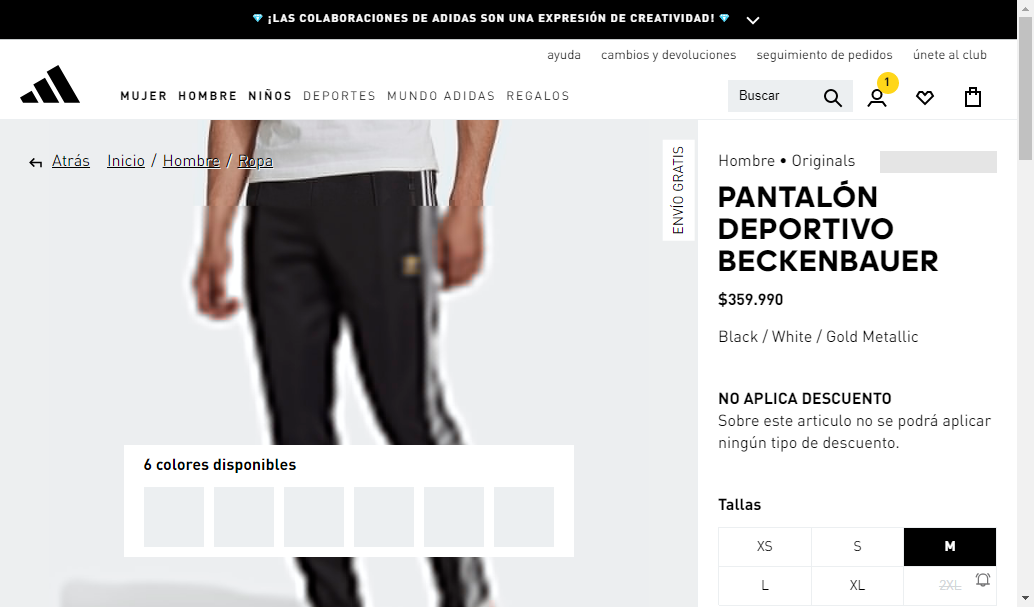 ¡LAS COLABORACIONES DE ADIDAS SON UNA EXPRESIÓN DE CREATIVIDAD!
ayuda cambios y devoluciones seguimiento de pedidos únete al club
MUJER HOMBRE NIÑOS DEPORTES MUNDO ADIDAS REGALOS
Buscar
1
Atrás Inicio / Hombre / Ropa
ENVÍO GRATIS
Hombre • Originals
PANTALÓN
DEPORTIVO
BECKENBAUER
$359.990
Black / White / Gold Metallic
NO APLICA DESCUENTO
Sobre este articulo no se podrá aplicar
ningún tipo de descuento.
6 colores disponibles
Tallas
XS S M
L XL 2XL